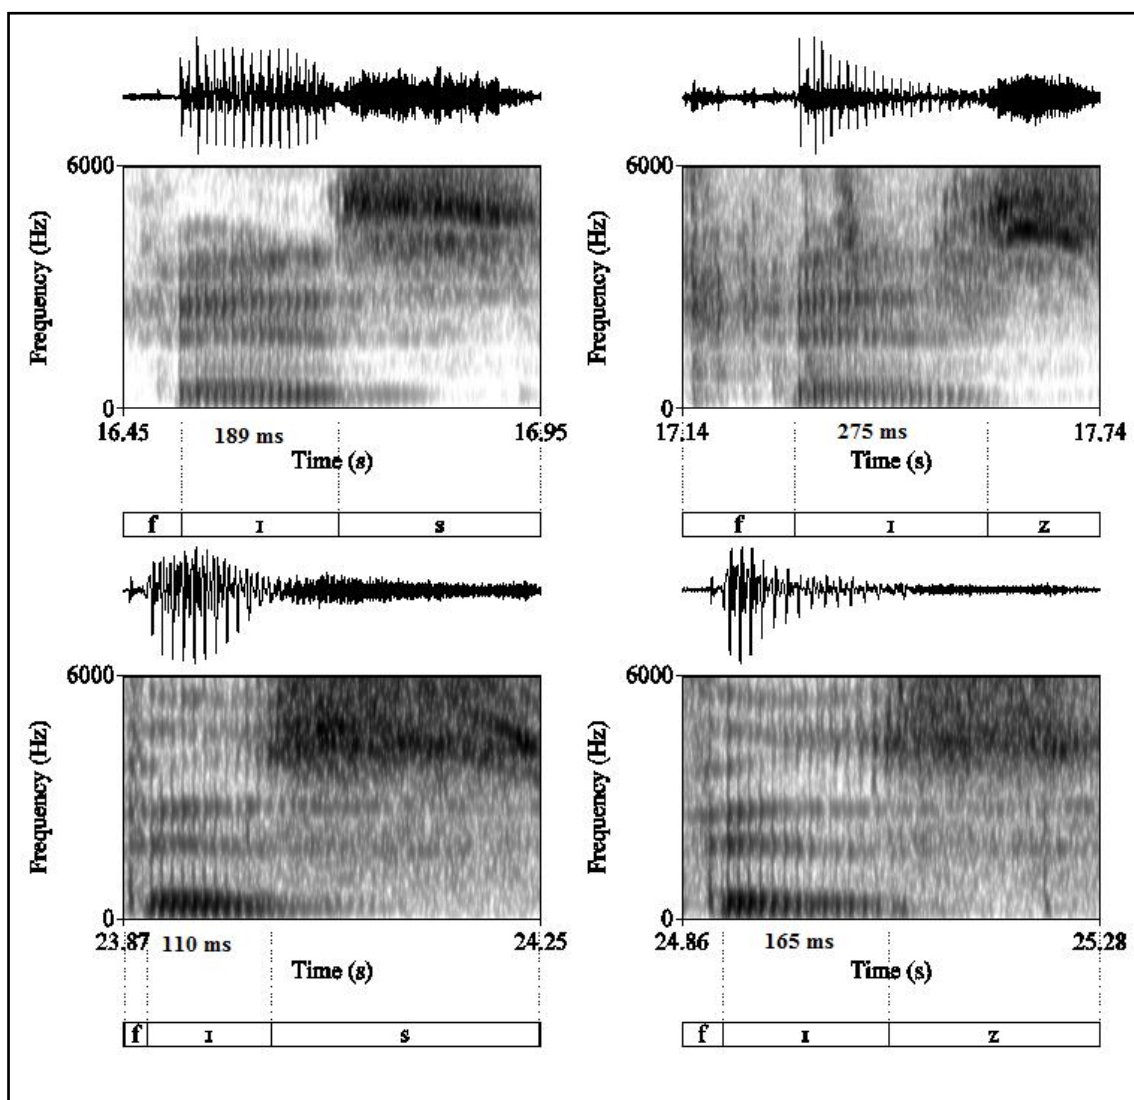 6000
Frequency (Hz)
0
16.45 189 ms 16.95
Time (s)
f ɪ s
6000
Frequency (Hz)
0
17.14 275 ms 17.74
Time (s)
f ɪ z
6000
Frequency (Hz)
0
23.87 110 ms 24.25
Time (s)
f ɪ s
6000
Frequency (Hz)
0
24.86 165 ms 25.28
Time (s)
f ɪ z